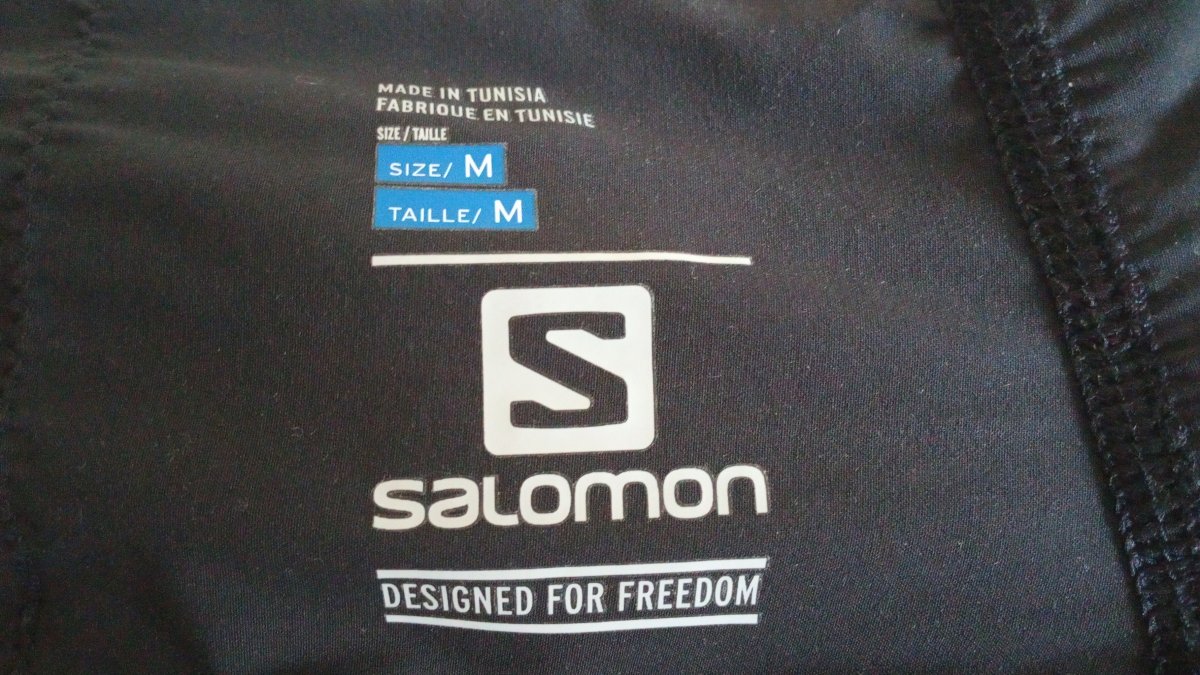 MADE IN TUNISIA
FABRIQUE EN TUNISIE
SIZE / TAILLE
SIZE/ M
TAILLE/ M
S
SALOMON
DESIGNED FOR FREEDOM